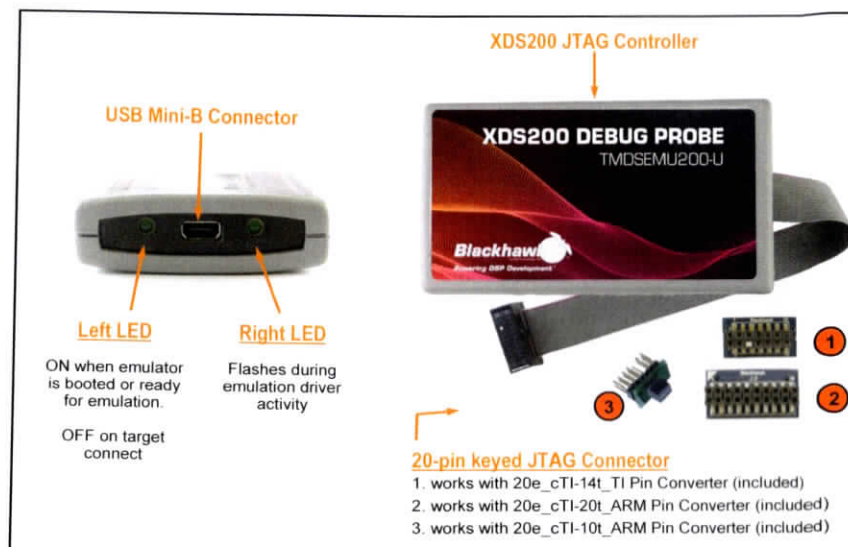 XDS200 JTAG Controller
USB Mini-B Connector
XDS200 DEBUG PROBE
TMDSEMU200-U
Blackhawk
Powering DSP Development
Left LED
ON when emulator
is booted or ready
for emulation.
OFF on target
connect
Right LED
Flashes during
emulation driver
activity
1
2
3
20-pin keyed JTAG Connector
1. works with 20e_cTI-14t_TI Pin Converter (included)
2. works with 20e_cTI-20t_ARM Pin Converter (included)
3. works with 20e_cTI-10t_ARM Pin Converter (included)